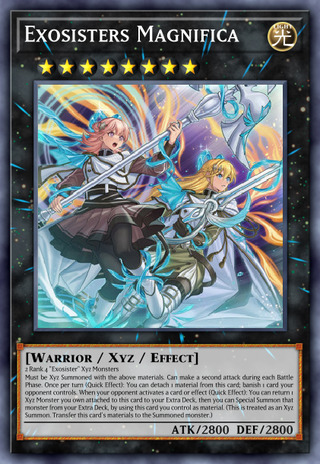 Exosisters Magnifica
LIGHT
光
[Warrior / Xyz / Effect]
2 Rank 4 "Exosister" Xyz Monsters
Must be Xyz Summoned with the above materials. Can make a second attack during each Battle
Phase. Once per turn (Quick Effect): You can detach 1 material from this card; banish 1 card your
opponent controls. When your opponent activates a card or effect (Quick Effect): You can return 1
Xyz Monster you own attached to this card to your Extra Deck, then you can Special Summon that
monster from your Extra Deck, by using this card you control as material. (This is treated as an Xyz
Summon. Transfer this card's materials to the Summoned monster.)
ATK/2800 DEF/2800